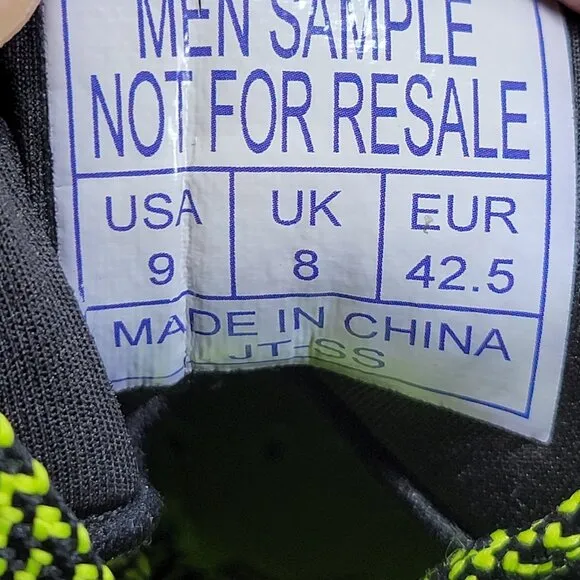 MEN SAMPLE
NOT FOR RESALE
USA UK EUR
9 8 42.5
MADE IN CHINA
JT-SS